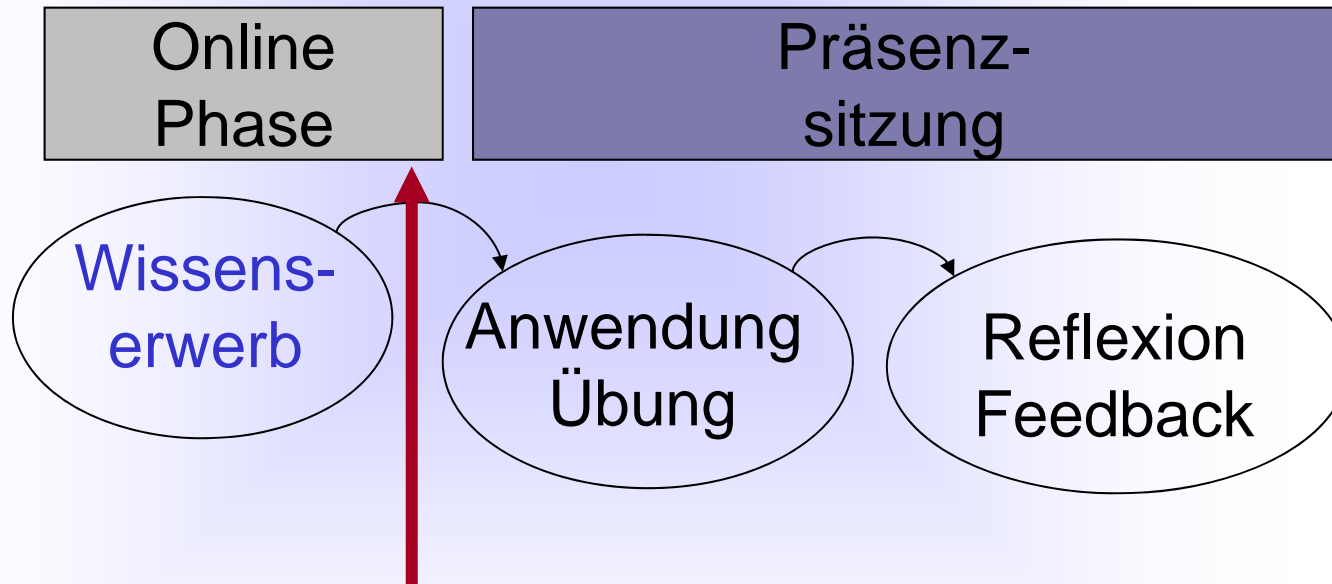 Online
Phase
Präsenz-
sitzung
Wissens-
erwerb
Anwendung
Übung
Reflexion
Feedback